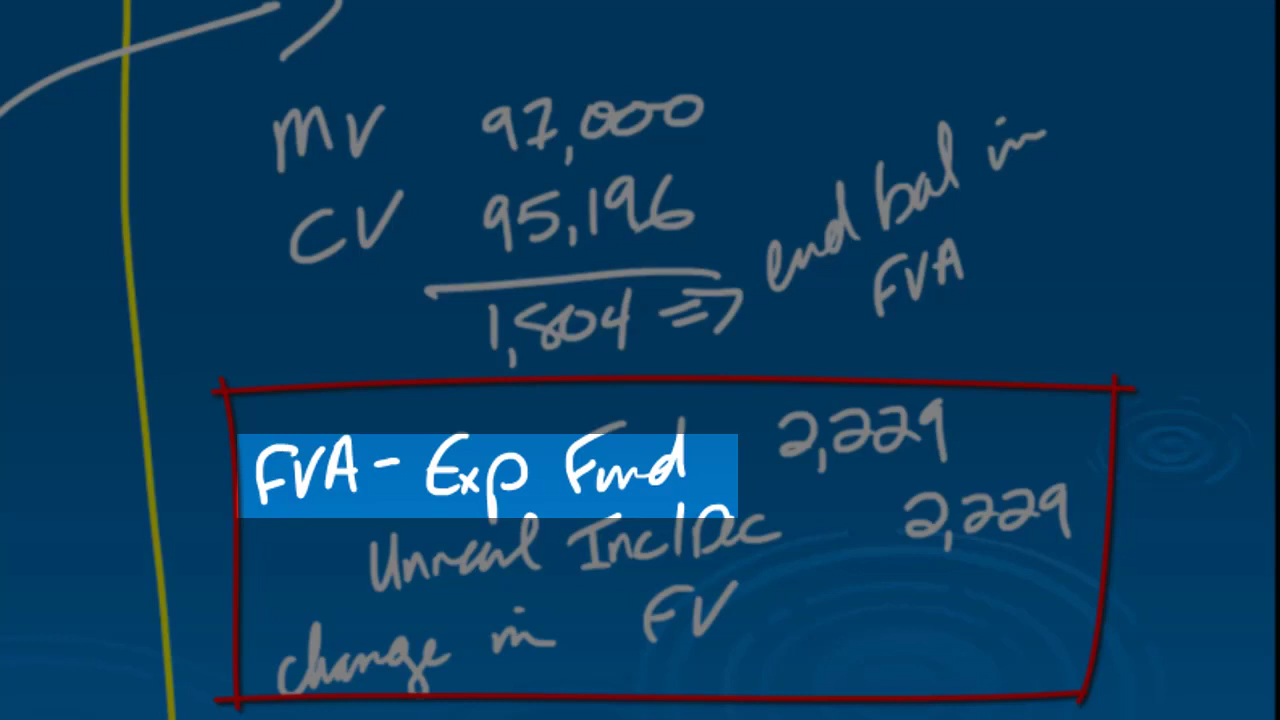 MV 97,000
CV 95,196
1,804 => end bal in
FVA
FVA - Exp Fund 2,229
Unreal Inc/Dec 2,229
change in FV